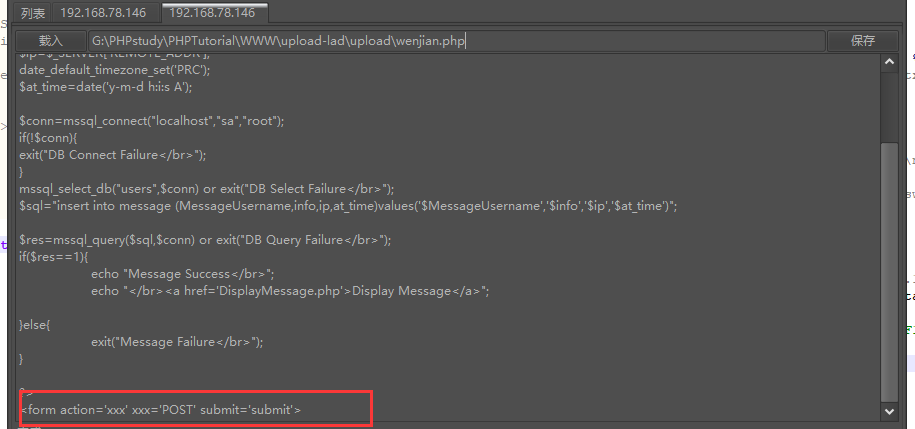 列表 192.168.78.146 192.168.78.146
载入 G:\PHPstudy\PHPTutorial\WWW\upload-lad\upload\wenjian.php 保存
$ip=$_SERVER['REMOTE_ADDR'];
date_default_timezone_set('PRC');
$at_time=date('y-m-d h:i:s A');
$conn=mssql_connect("localhost","sa","root");
if(!$conn){
exit("DB Connect Failure</br>");
}
mssql_select_db("users",$conn) or exit("DB Select Failure</br>");
$sql="insert into message (MessageUsername,info,ip,at_time)values('$MessageUsername','$info','$ip','$at_time')";
$res=mssql_query($sql,$conn) or exit("DB Query Failure</br>");
if($res==1){
echo "Message Success</br>";
echo "</br><a href='DisplayMessage.php'>Display Message</a>";
}else{
exit("Message Failure</br>");
}
?>
<form action='xxx' xxx='POST' submit='submit'>